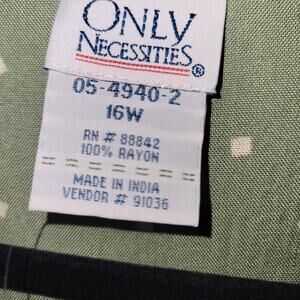 ONLY
NECESSITIES®
05-4940-2
16W
RN # 88842
100% RAYON
MADE IN INDIA
VENDOR # 91036